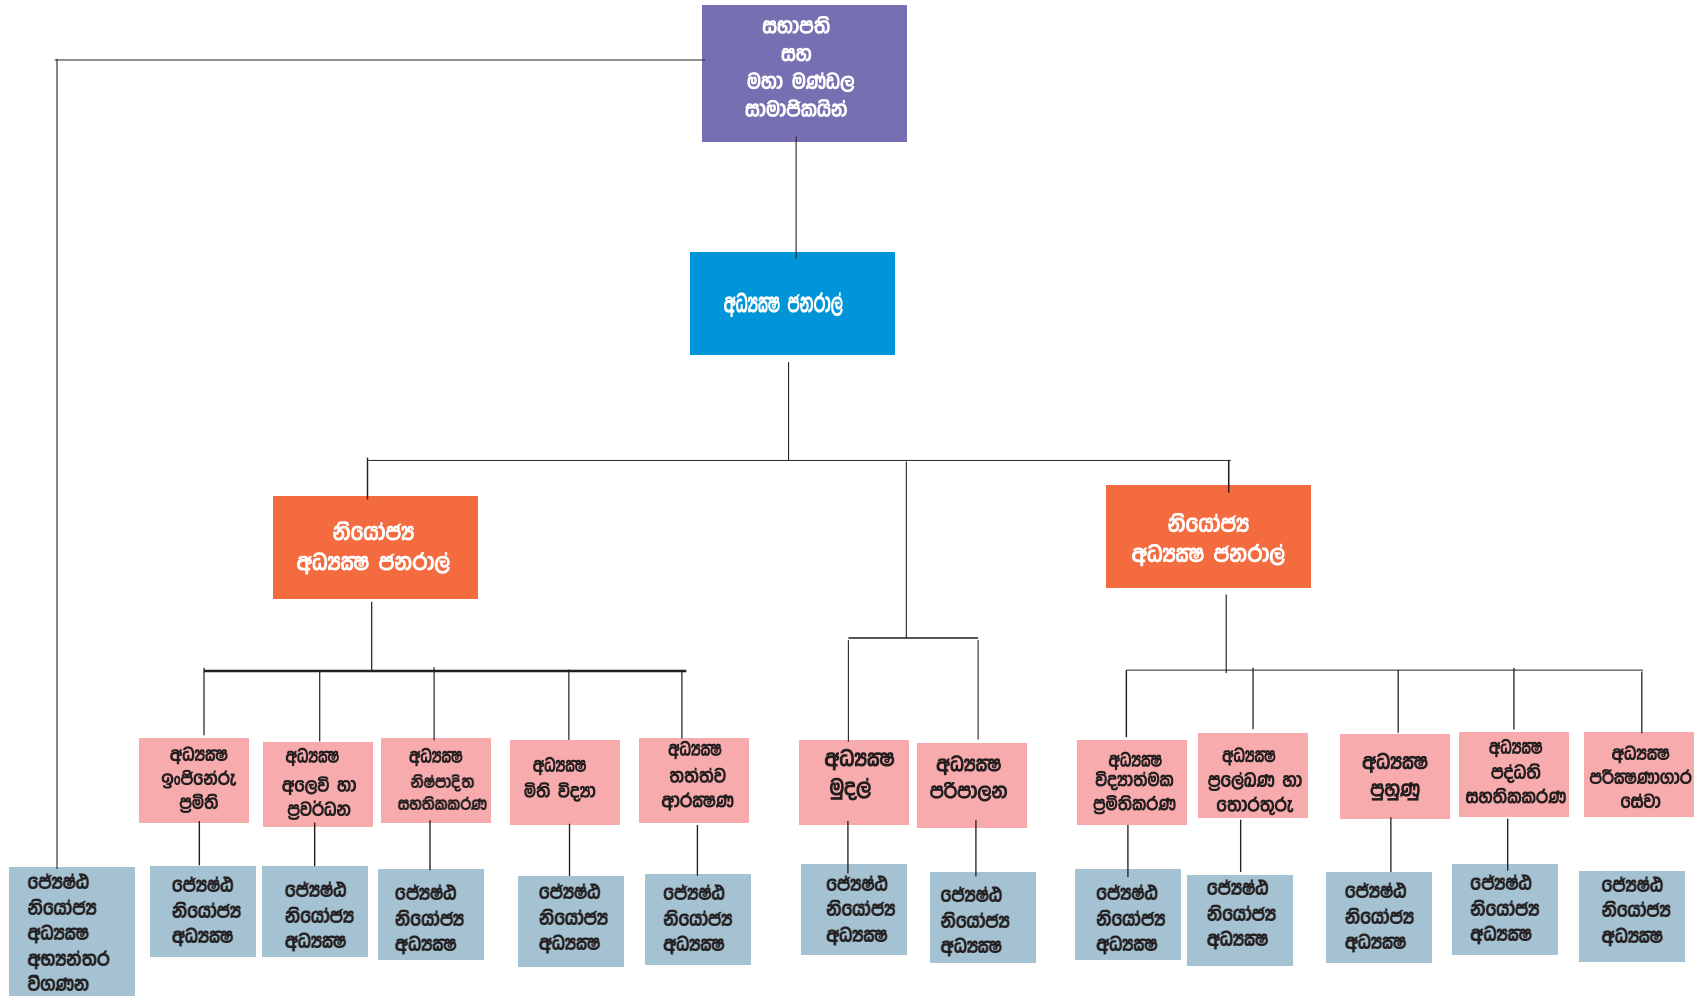 සභාපති
සහ
මහා මණ්ඩල
සාමාජිකයින්
අධ්‍යක්ෂ ජනරාල්
නියෝජ්‍ය
අධ්‍යක්ෂ ජනරාල්
නියෝජ්‍ය
අධ්‍යක්ෂ ජනරාල්
අධ්‍යක්ෂ
ඉංජිනේරු
ප්‍රමිති
අධ්‍යක්ෂ
අලෙවි හා
ප්‍රවර්ධන
අධ්‍යක්ෂ
නිෂ්පාදිත
සහතිකකරණ
අධ්‍යක්ෂ
මිති විද්‍යා
අධ්‍යක්ෂ
තත්ත්ව
ආරක්ෂණ
අධ්‍යක්ෂ
මුදල්
අධ්‍යක්ෂ
පරිපාලන
අධ්‍යක්ෂ
විද්‍යාත්මක
ප්‍රමිතිකරණ
අධ්‍යක්ෂ
ප්‍රලේඛණ හා
තොරතුරු
අධ්‍යක්ෂ
පුහුණු
අධ්‍යක්ෂ
පද්ධති
සහතිකකරණ
අධ්‍යක්ෂ
පරීක්ෂණාගාර
සේවා
ජ්‍යෙෂ්ඨ
නියෝජ්‍ය
අධ්‍යක්ෂ
අභ්‍යන්තර
විගණන
ජ්‍යෙෂ්ඨ
නියෝජ්‍ය
අධ්‍යක්ෂ
ජ්‍යෙෂ්ඨ
නියෝජ්‍ය
අධ්‍යක්ෂ
ජ්‍යෙෂ්ඨ
නියෝජ්‍ය
අධ්‍යක්ෂ
ජ්‍යෙෂ්ඨ
නියෝජ්‍ය
අධ්‍යක්ෂ
ජ්‍යෙෂ්ඨ
නියෝජ්‍ය
අධ්‍යක්ෂ
ජ්‍යෙෂ්ඨ
නියෝජ්‍ය
අධ්‍යක්ෂ
ජ්‍යෙෂ්ඨ
නියෝජ්‍ය
අධ්‍යක්ෂ
ජ්‍යෙෂ්ඨ
නියෝජ්‍ය
අධ්‍යක්ෂ
ජ්‍යෙෂ්ඨ
නියෝජ්‍ය
අධ්‍යක්ෂ
ජ්‍යෙෂ්ඨ
නියෝජ්‍ය
අධ්‍යක්ෂ
ජ්‍යෙෂ්ඨ
නියෝජ්‍ය
අධ්‍යක්ෂ
ජ්‍යෙෂ්ඨ
නියෝජ්‍ය
අධ්‍යක්ෂ